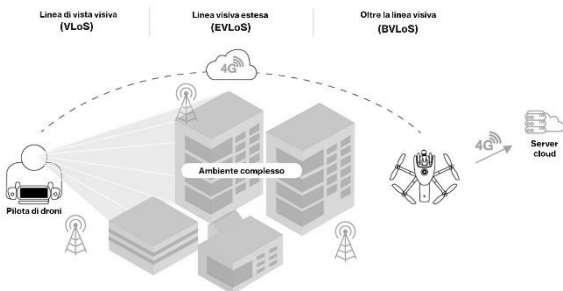 Linea di vista visiva
(VLoS)
Linea visiva estesa
(EVLoS)
Oltre la linea visiva
(BVLoS)
4G
Ambiente complesso
Pilota di droni
4G
Server
cloud